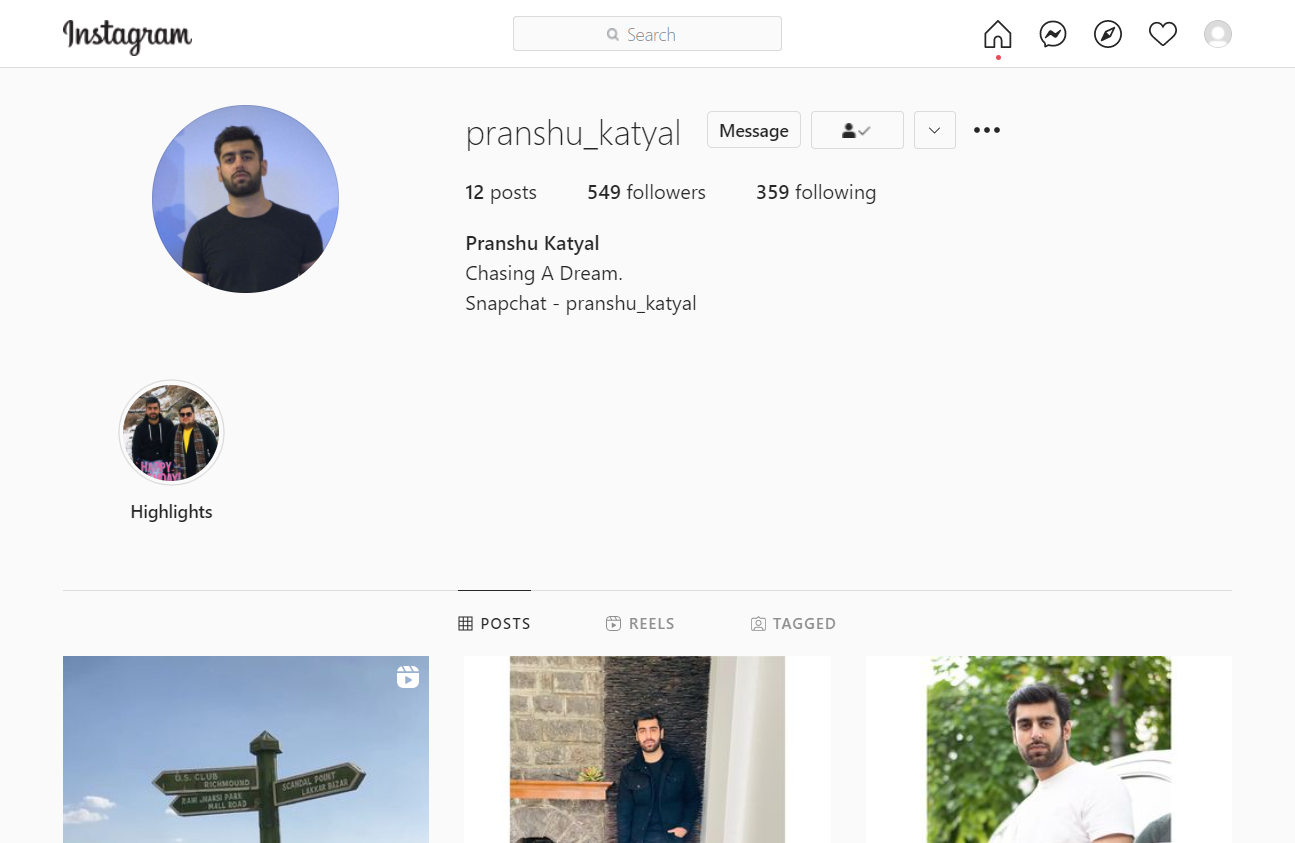 Instagram
Search
pranshu_katyal
Message
12 posts
549 followers
359 following
Pranshu Katyal
Chasing A Dream.
Snapchat - pranshu_katyal
HAPPY
Highlights
POSTS
REELS
TAGGED
O.S. CLUB
RICHMOUND
SCANDAL POINT
LAKKAR BAZAR
RANI JHANSI PARK
MALL ROAD